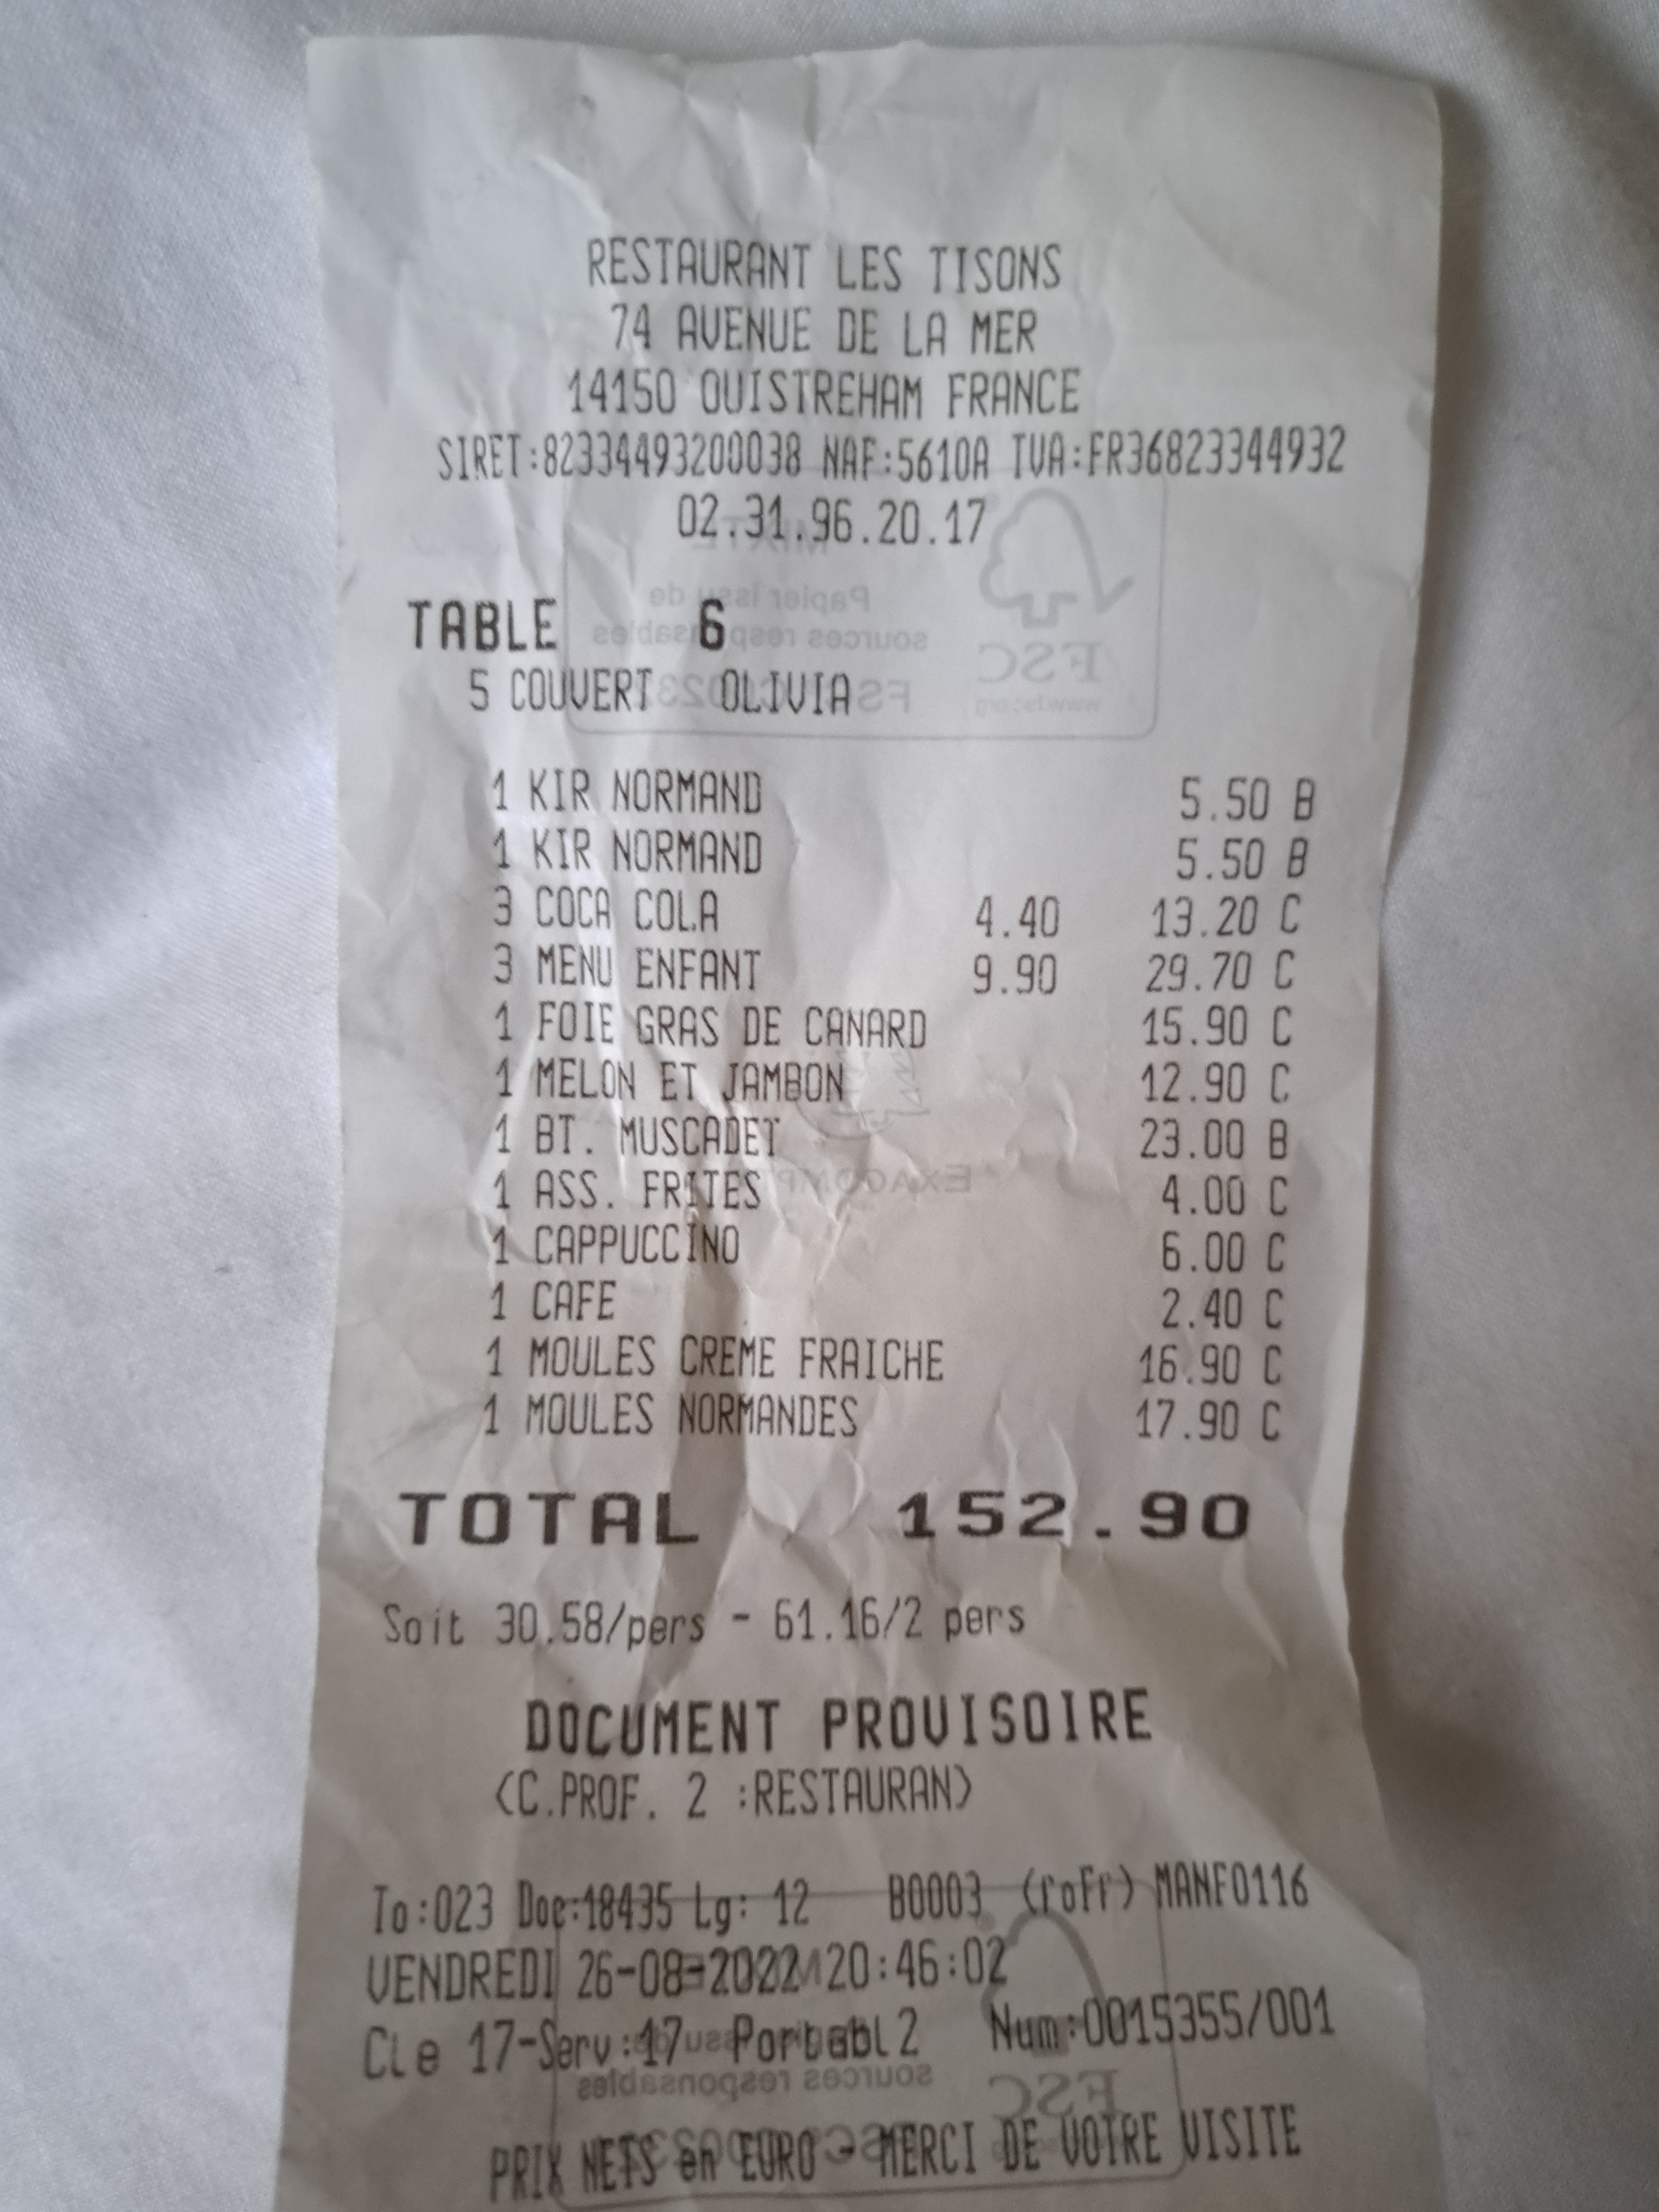 RESTAURANT LES TISONS
74 AVENUE DE LA MER
14150 OUISTREHAM FRANCE
SIRET:82334493200038 NAF:5610A TVA:FR36823344932
02.31.96.20.17
TABLE 6
5 COUVERT OLIVIA
1 KIR NORMAND 5.50 B
1 KIR NORMAND 5.50 B
3 COCA COLA 4.40 13.20 C
3 MENU ENFANT 9.90 29.70 C
1 FOIE GRAS DE CANARD 15.90 C
1 MELON ET JAMBON 12.90 C
1 BT. MUSCADET 23.00 B
1 ASS. FRITES 4.00 C
1 CAPPUCCINO 6.00 C
1 CAFE 2.40 C
1 MOULES CREME FRAICHE 16.90 C
1 MOULES NORMANDES 17.90 C
TOTAL 152.90
Soit 30.58/pers - 61.16/2 pers
DOCUMENT PROVISOIRE
<C.PROF. 2 :RESTAURAN>
To:023 Doc:18435 Lg: 12 B0003 (roFr) MANF0116
VENDREDI 26-08-2022 20:46:02
Cle 17-Serv:17 Portabl2 Num:0015355/001
PRIX NETS en EURO - MERCI DE VOTRE VISITE